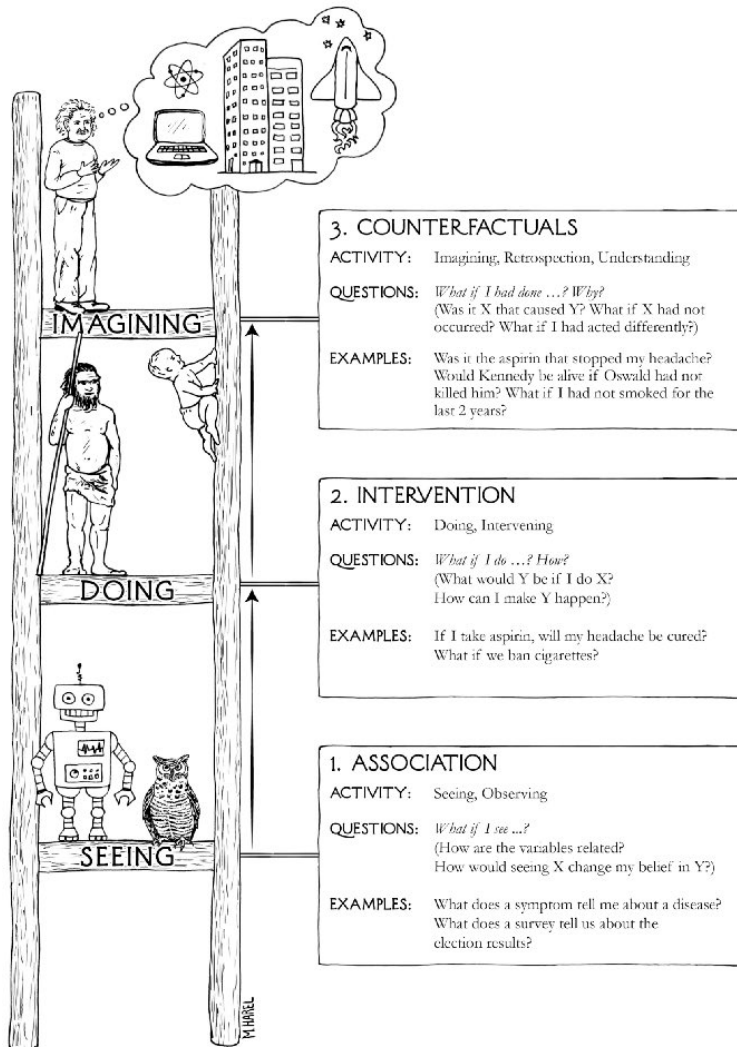 3. COUNTERFACTUALS
ACTIVITY: Imagining, Retrospection, Understanding
QUESTIONS: What if I had done …? Why?
(Was it X that caused Y? What if X had not
occurred? What if I had acted differently?)
EXAMPLES: Was it the aspirin that stopped my headache?
Would Kennedy be alive if Oswald had not
killed him? What if I had not smoked for the
last 2 years?
IMAGINING
2. INTERVENTION
ACTIVITY: Doing, Intervening
QUESTIONS: What if I do …? How?
(What would Y be if I do X?
How can I make Y happen?)
EXAMPLES: If I take aspirin, will my headache be cured?
What if we ban cigarettes?
DOING
1. ASSOCIATION
ACTIVITY: Seeing, Observing
QUESTIONS: What if I see ...?
(How are the variables related?
How would seeing X change my belief in Y?)
EXAMPLES: What does a symptom tell me about a disease?
What does a survey tell us about the
election results?
SEEING
M.HAREL